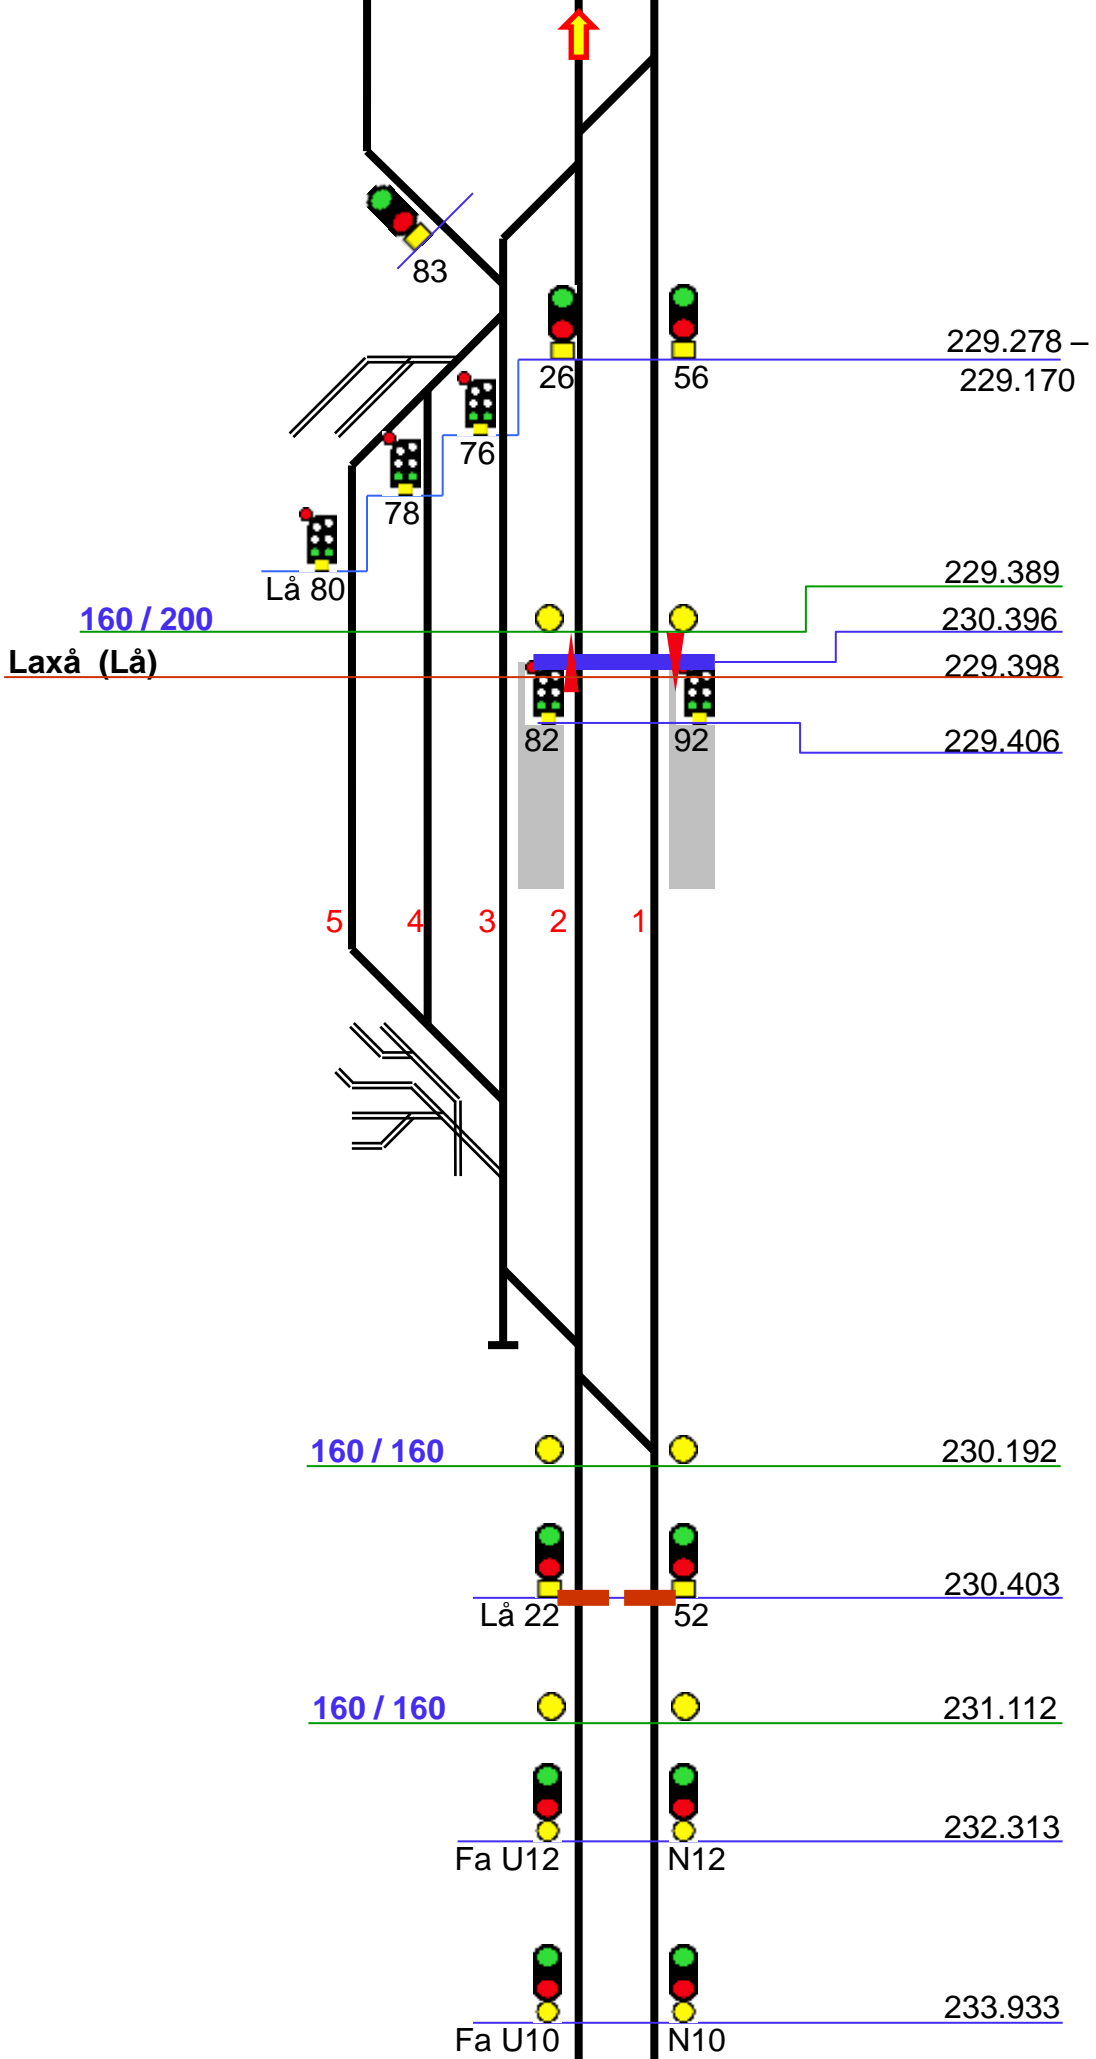 83
229.278 –
26
56
229.170
76
78
229.389
Lå 80
160 / 200
230.396
Laxå (Lå)
229.398
82
92
229.406
5
4
3
2
1
160 / 160
230.192
230.403
Lå 22
52
160 / 160
231.112
232.313
Fa U12
N12
233.933
Fa U10
N10